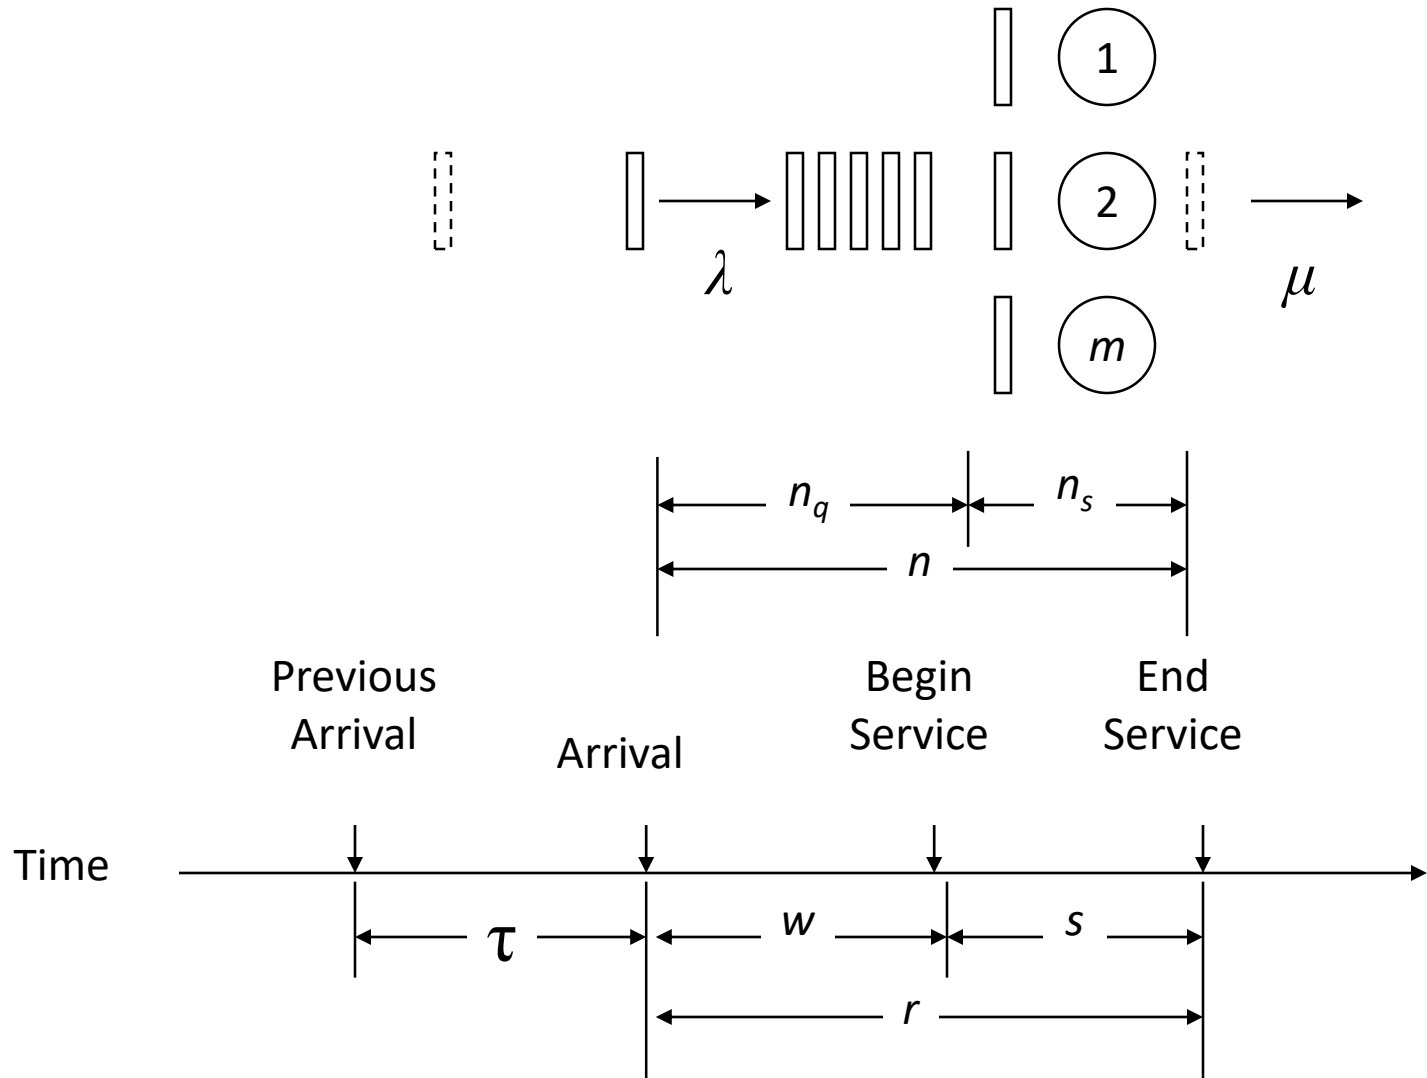 1
2
λ
μ
m
n_q
n_s
n
Previous
Arrival
Arrival
Begin
Service
End
Service
Time
τ
w
s
r